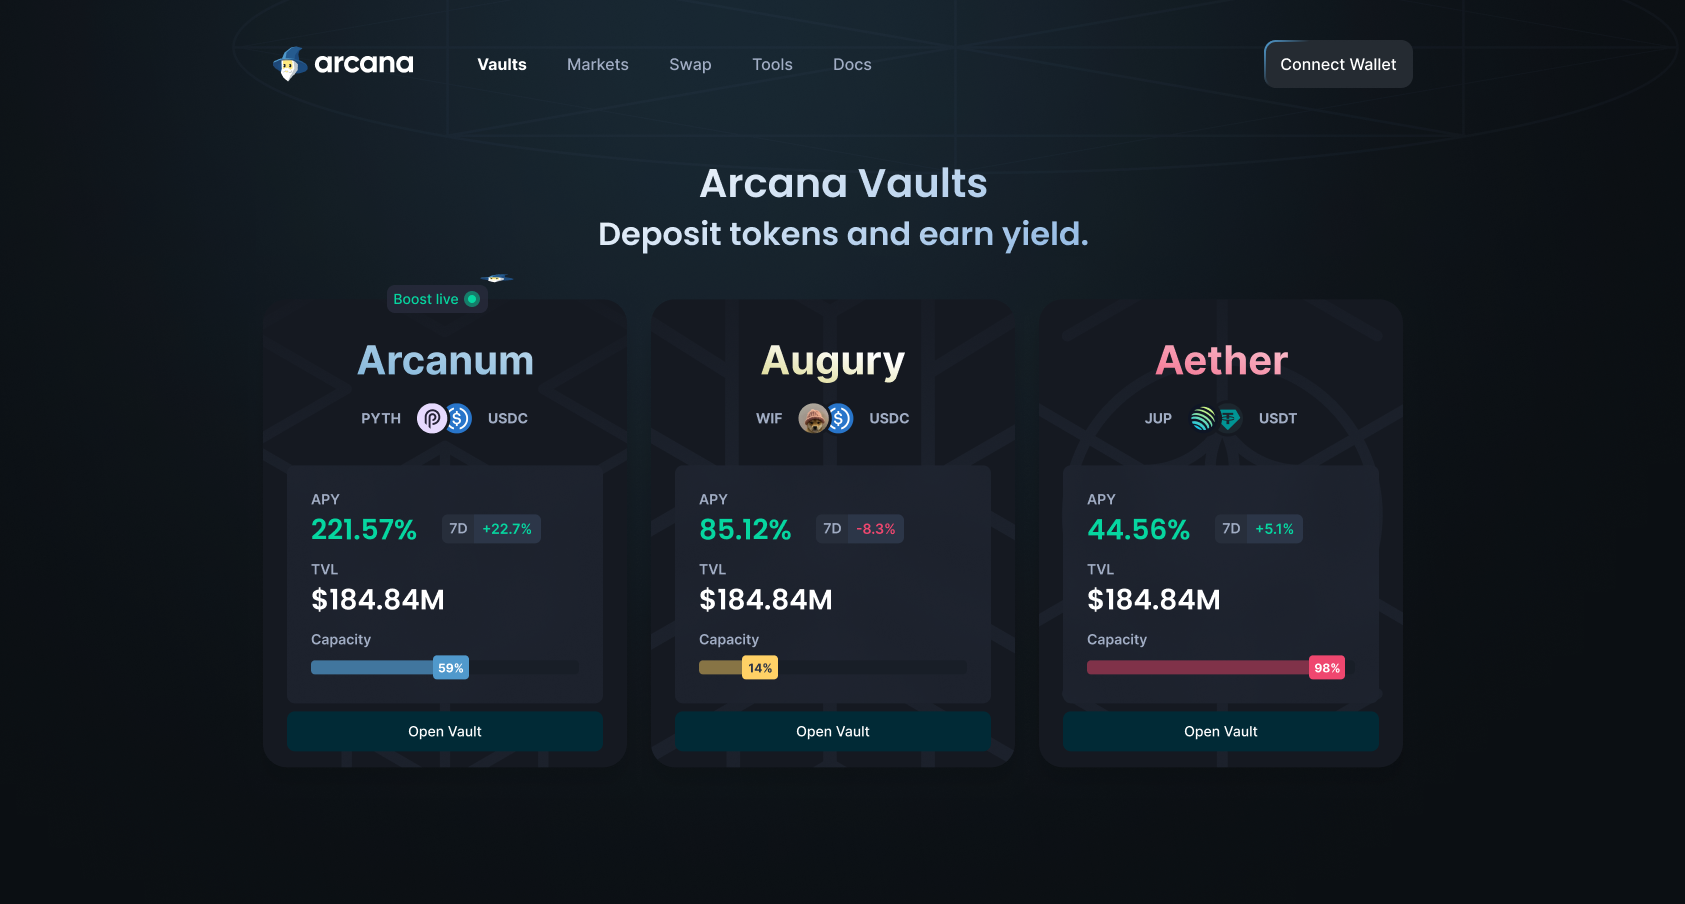 arcana
Vaults Markets Swap Tools Docs
Connect Wallet
Arcana Vaults
Deposit tokens and earn yield.
Boost live
Arcanum
PYTH USDC
APY
221.57% 7D +22.7%
TVL
$184.84M
Capacity
59%
Open Vault
Augury
WIF USDC
APY
85.12% 7D -8.3%
TVL
$184.84M
Capacity
14%
Open Vault
Aether
JUP USDT
APY
44.56% 7D +5.1%
TVL
$184.84M
Capacity
98%
Open Vault